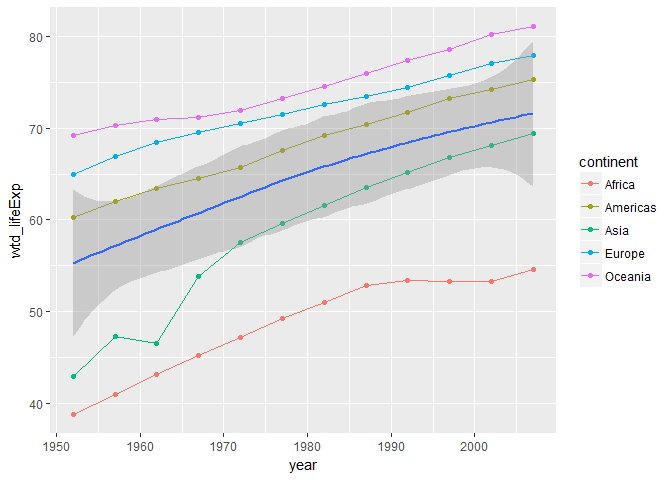 80
70
60
50
40
wtd_lifeExp
1950
1960
1970
1980
1990
2000
year
continent
Africa
Americas
Asia
Europe
Oceania